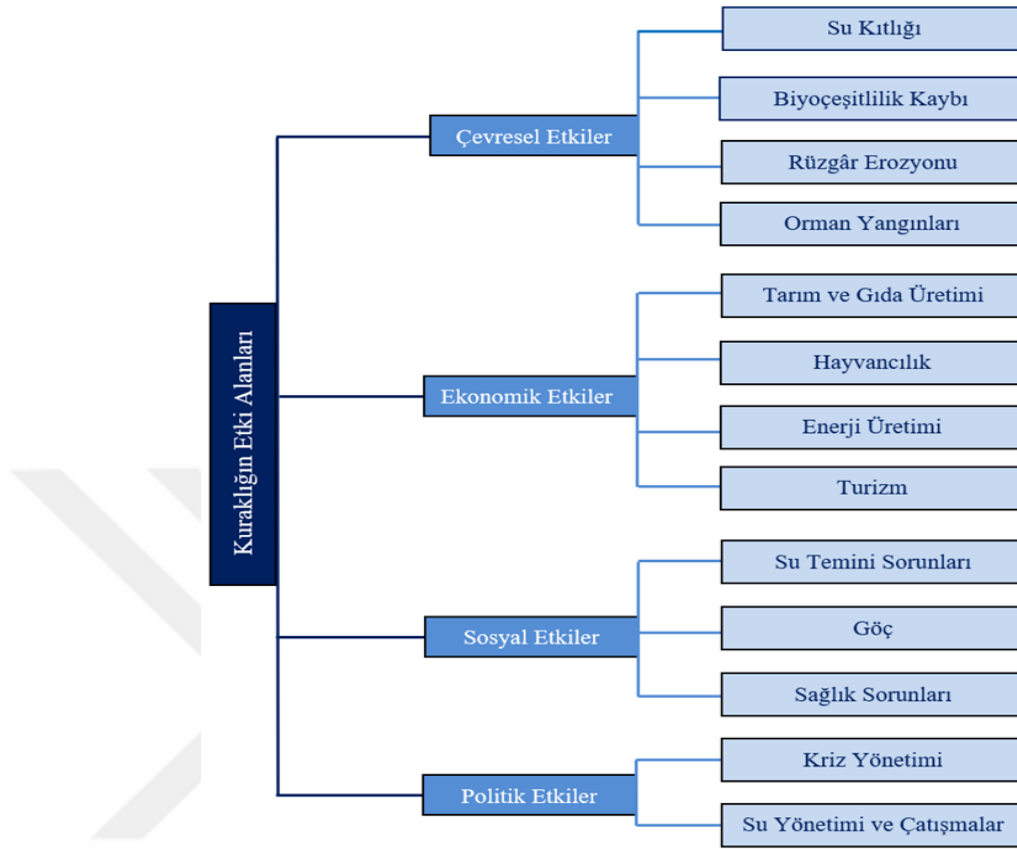 Kuraklığın Etki Alanları
Çevresel Etkiler
Su Kıtlığı
Biyoçeşitlilik Kaybı
Rüzgâr Erozyonu
Orman Yangınları
Ekonomik Etkiler
Tarım ve Gıda Üretimi
Hayvancılık
Enerji Üretimi
Turizm
Sosyal Etkiler
Su Temini Sorunları
Göç
Sağlık Sorunları
Politik Etkiler
Kriz Yönetimi
Su Yönetimi ve Çatışmalar